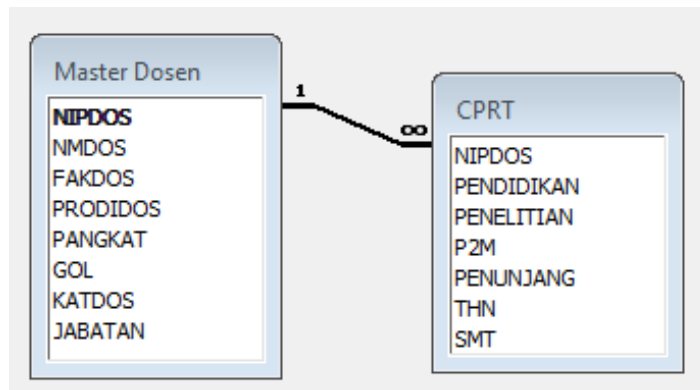 Master Dosen
NIPDOS
NMDOS
FAKDOS
PRODIDOS
PANGKAT
GOL
KATDOS
JABATAN
1
∞
CPRT
NIPDOS
PENDIDIKAN
PENELITIAN
P2M
PENUNJANG
THN
SMT